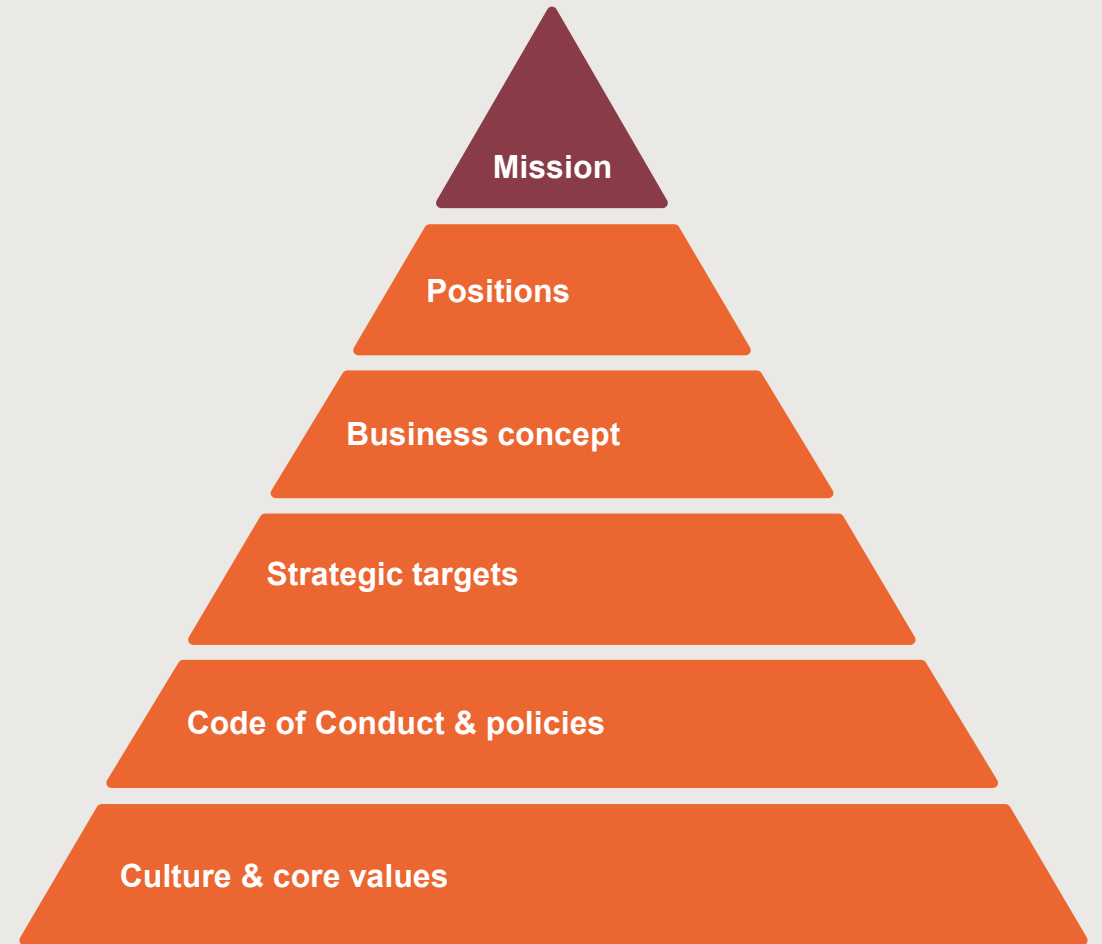 Mission
Positions
Business concept
Strategic targets
Code of Conduct & policies
Culture & core values